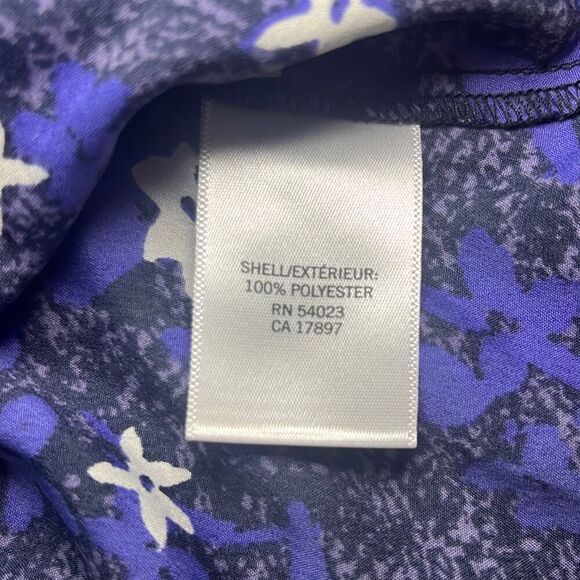 SHELL/EXTÉRIEUR:
100% POLYESTER
RN 54023
CA 17897